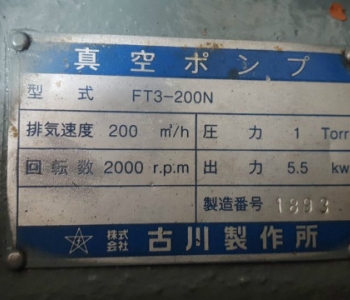 真空ポンプ
型式 FT3-200N
排気速度 200 m³/h 圧力 1 Torr
回転数 2000 r.p.m 出力 5.5 kw
製造番号 1893
株式会社 古川製作所